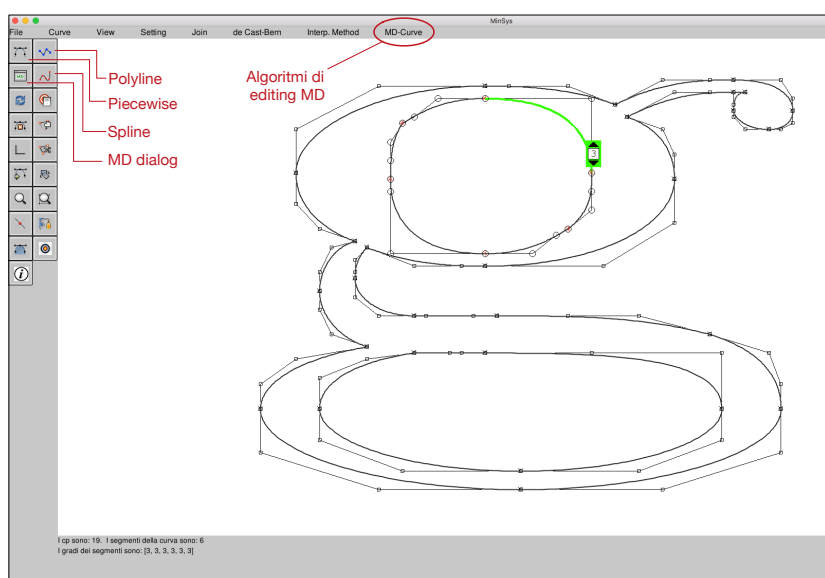 MinSys
File Curve View Setting Join de Cast-Bern Interp. Method MD-Curve
Polyline
Piecewise
Spline
MD dialog
Algoritmi di
editing MD
3
MD
i
I cp sono: 19. I segmenti della curva sono: 6
I gradi dei segmenti sono: [3, 3, 3, 3, 3, 3]